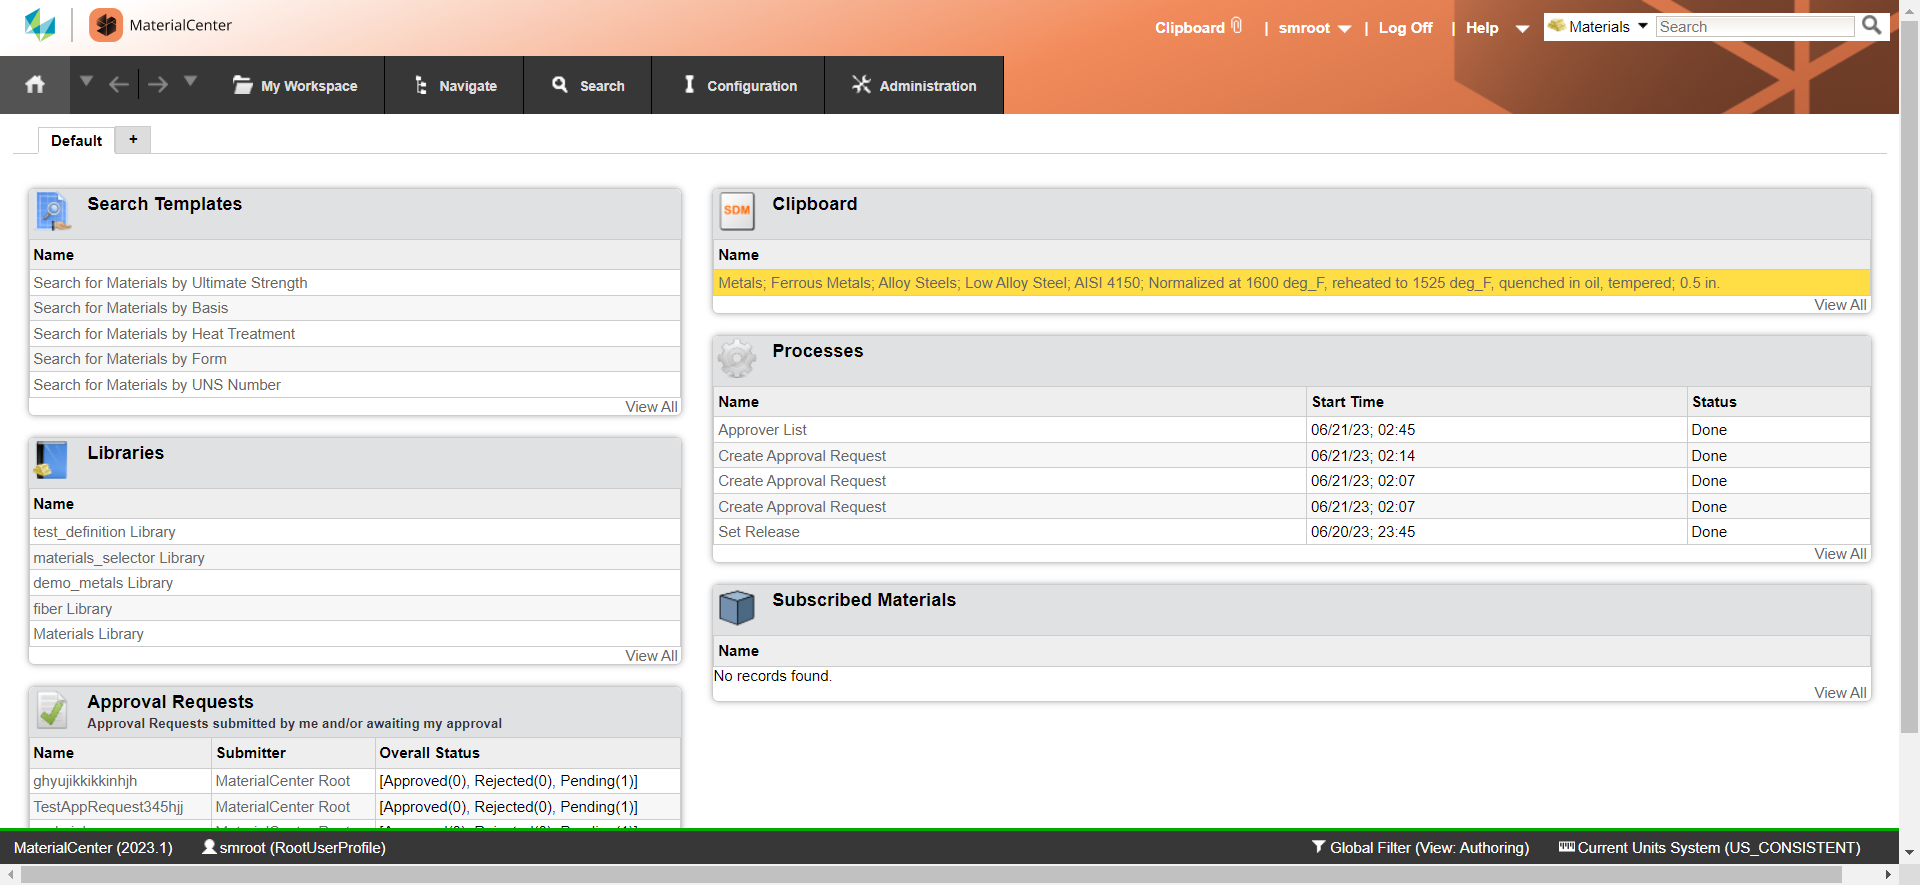 MaterialCenter
Clipboard | smroot | Log Off | Help
Materials Search
My Workspace Navigate Search Configuration Administration
Default +
Search Templates
Name
Search for Materials by Ultimate Strength
Search for Materials by Basis
Search for Materials by Heat Treatment
Search for Materials by Form
Search for Materials by UNS Number
View All
Libraries
Name
test_definition Library
materials_selector Library
demo_metals Library
fiber Library
Materials Library
View All
Approval Requests
Approval Requests submitted by me and/or awaiting my approval
Name Submitter Overall Status
ghyujikkikkinhjh MaterialCenter Root [Approved(0), Rejected(0), Pending(1)]
TestAppRequest345hjj MaterialCenter Root [Approved(0), Rejected(0), Pending(1)]
SDM
Clipboard
Name
Metals; Ferrous Metals; Alloy Steels; Low Alloy Steel; AISI 4150; Normalized at 1600 deg_F, reheated to 1525 deg_F, quenched in oil, tempered; 0.5 in.
View All
Processes
Name Start Time Status
Approver List 06/21/23; 02:45 Done
Create Approval Request 06/21/23; 02:14 Done
Create Approval Request 06/21/23; 02:07 Done
Create Approval Request 06/21/23; 02:07 Done
Set Release 06/20/23; 23:45 Done
View All
Subscribed Materials
Name
No records found.
View All
MaterialCenter (2023.1) smroot (RootUserProfile) Global Filter (View: Authoring) Current Units System (US_CONSISTENT)